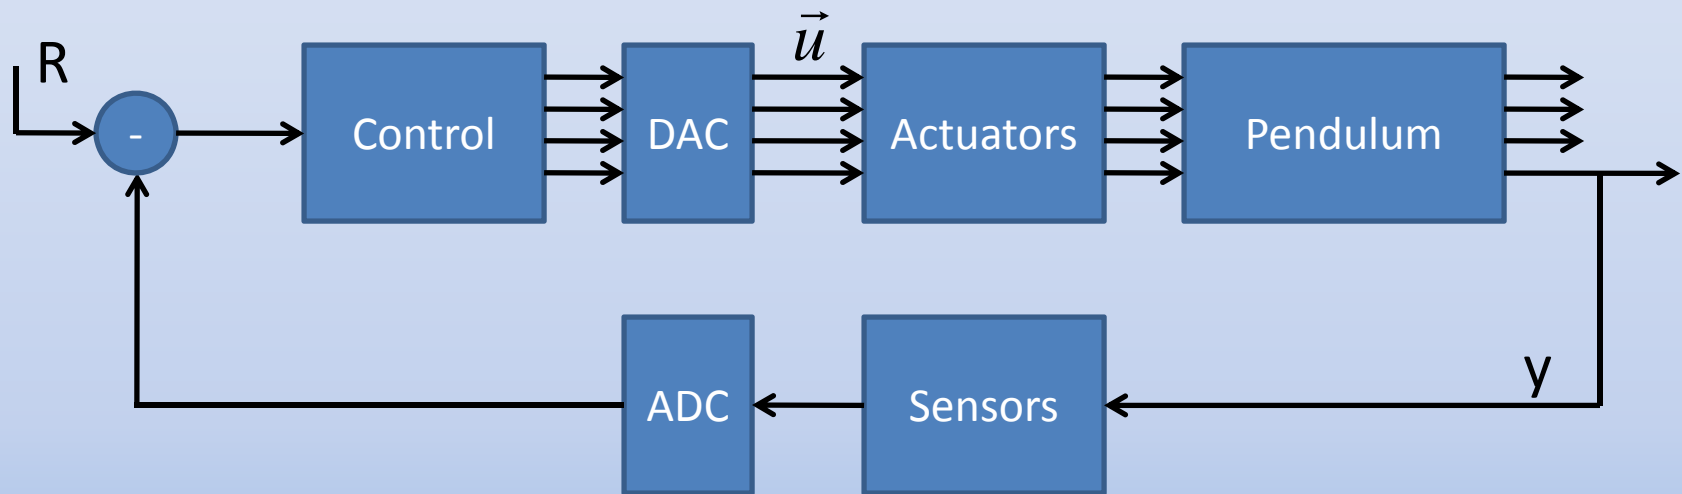 R
u⃗
-
Control
DAC
Actuators
Pendulum
ADC
Sensors
y